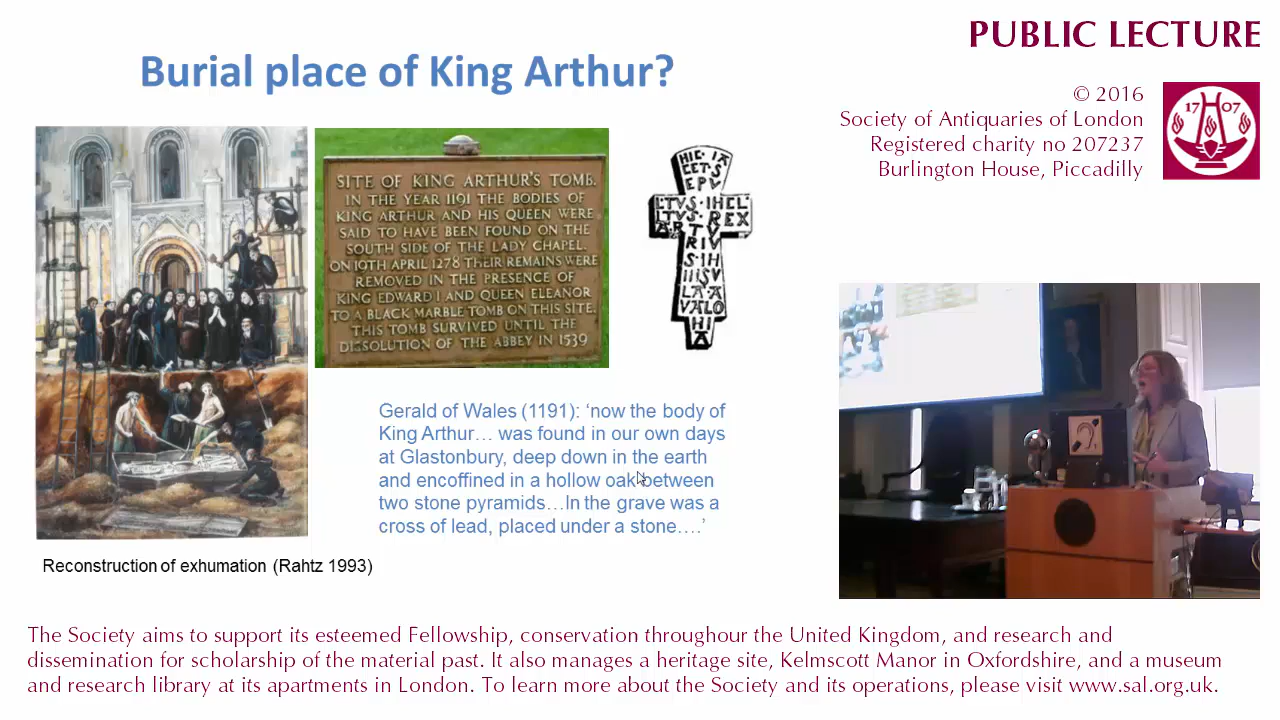 PUBLIC LECTURE
© 2016
Society of Antiquaries of London
Registered charity no 207237
Burlington House, Piccadilly
17 07
Burial place of King Arthur?
SITE OF KING ARTHUR'S TOMB.
IN THE YEAR 1191 THE BODIES OF
KING ARTHUR AND HIS QUEEN WERE
SAID TO HAVE BEEN FOUND ON THE
SOUTH SIDE OF THE LADY CHAPEL.
ON 19TH APRIL 1278 THEIR REMAINS WERE
REMOVED IN THE PRESENCE OF
KING EDWARD I AND QUEEN ELEANOR
TO A BLACK MARBLE TOMB ON THIS SITE.
THIS TOMB SURVIVED UNTIL THE
DISSOLUTION OF THE ABBEY IN 1539
HIC·IA
CET·S
EPV
LTVS·IHCL
LTVS·REX
ARTV
RIV
S·IH
IИSV
LA·A
VALO
HI
A
Gerald of Wales (1191): ‘now the body of
King Arthur… was found in our own days
at Glastonbury, deep down in the earth
and encoffined in a hollow oak between
two stone pyramids…In the grave was a
cross of lead, placed under a stone….’
Reconstruction of exhumation (Rahtz 1993)
The Society aims to support its esteemed Fellowship, conservation throughour the United Kingdom, and research and
dissemination for scholarship of the material past. It also manages a heritage site, Kelmscott Manor in Oxfordshire, and a museum
and research library at its apartments in London. To learn more about the Society and its operations, please visit www.sal.org.uk.